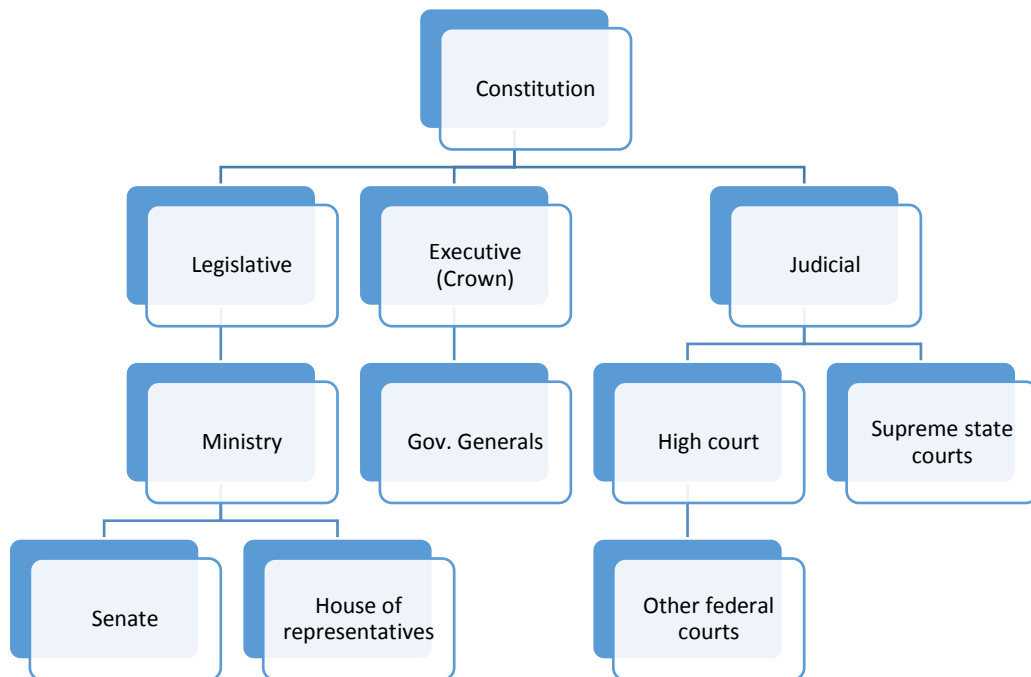 Constitution
Legislative
Executive
(Crown)
Judicial
Ministry
Gov. Generals
High court
Supreme state
courts
Senate
House of
representatives
Other federal
courts